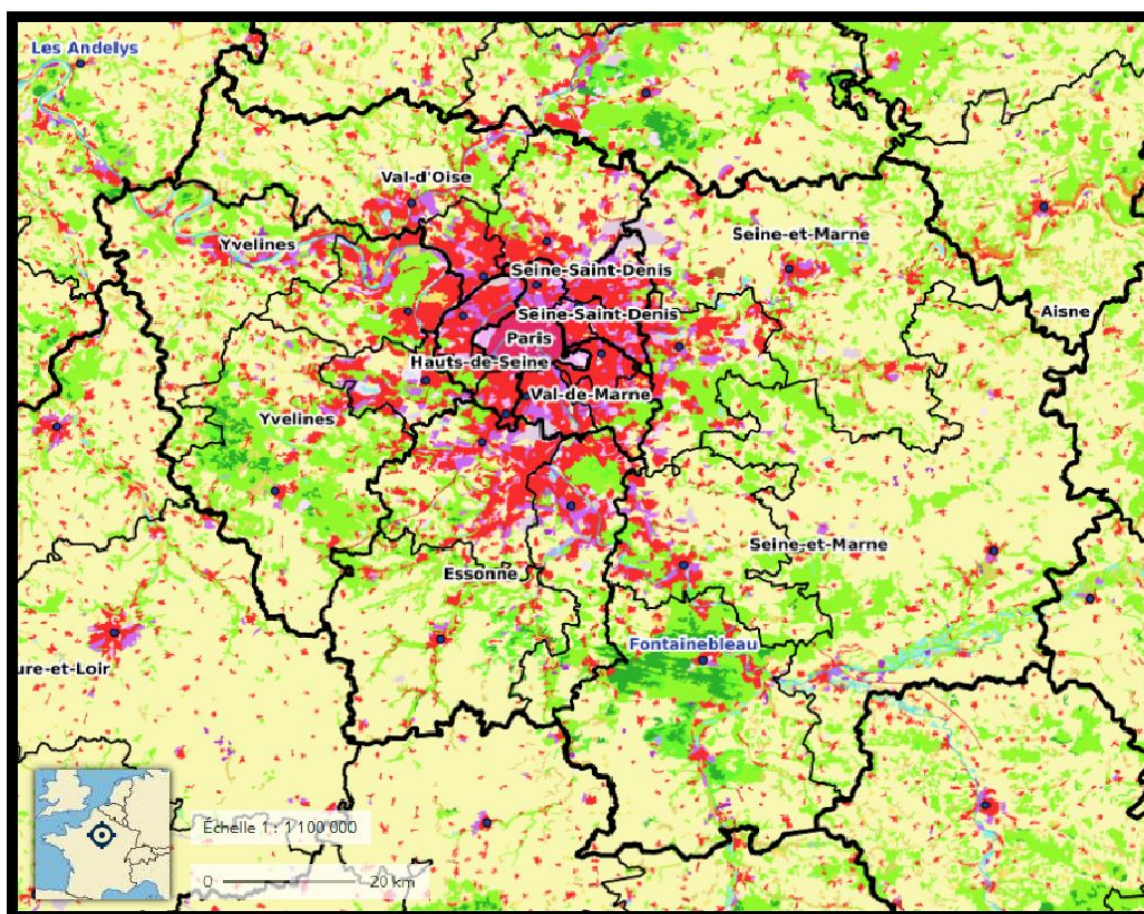 Les Andelys
Val-d'Oise
Yvelines
Seine-et-Marne
Seine-Saint-Denis
Seine-Saint-Denis
Aisne
Paris
Hauts-de-Seine
Val-de-Marne
Yvelines
Seine-et-Marne
Essonne
Fontainebleau
ure-et-Loir
Échelle 1 : 1 100 000
0 20 km